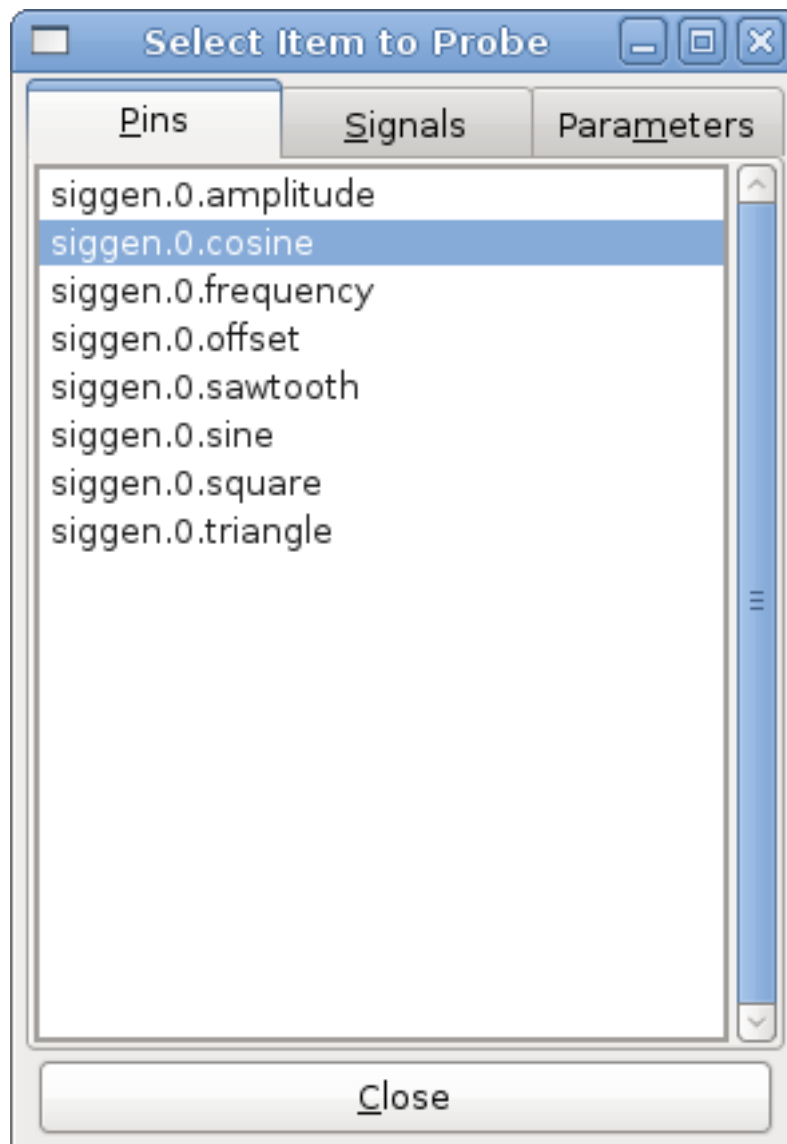 Select Item to Probe
Pins Signals Parameters
siggen.0.amplitude
siggen.0.cosine
siggen.0.frequency
siggen.0.offset
siggen.0.sawtooth
siggen.0.sine
siggen.0.square
siggen.0.triangle
Close